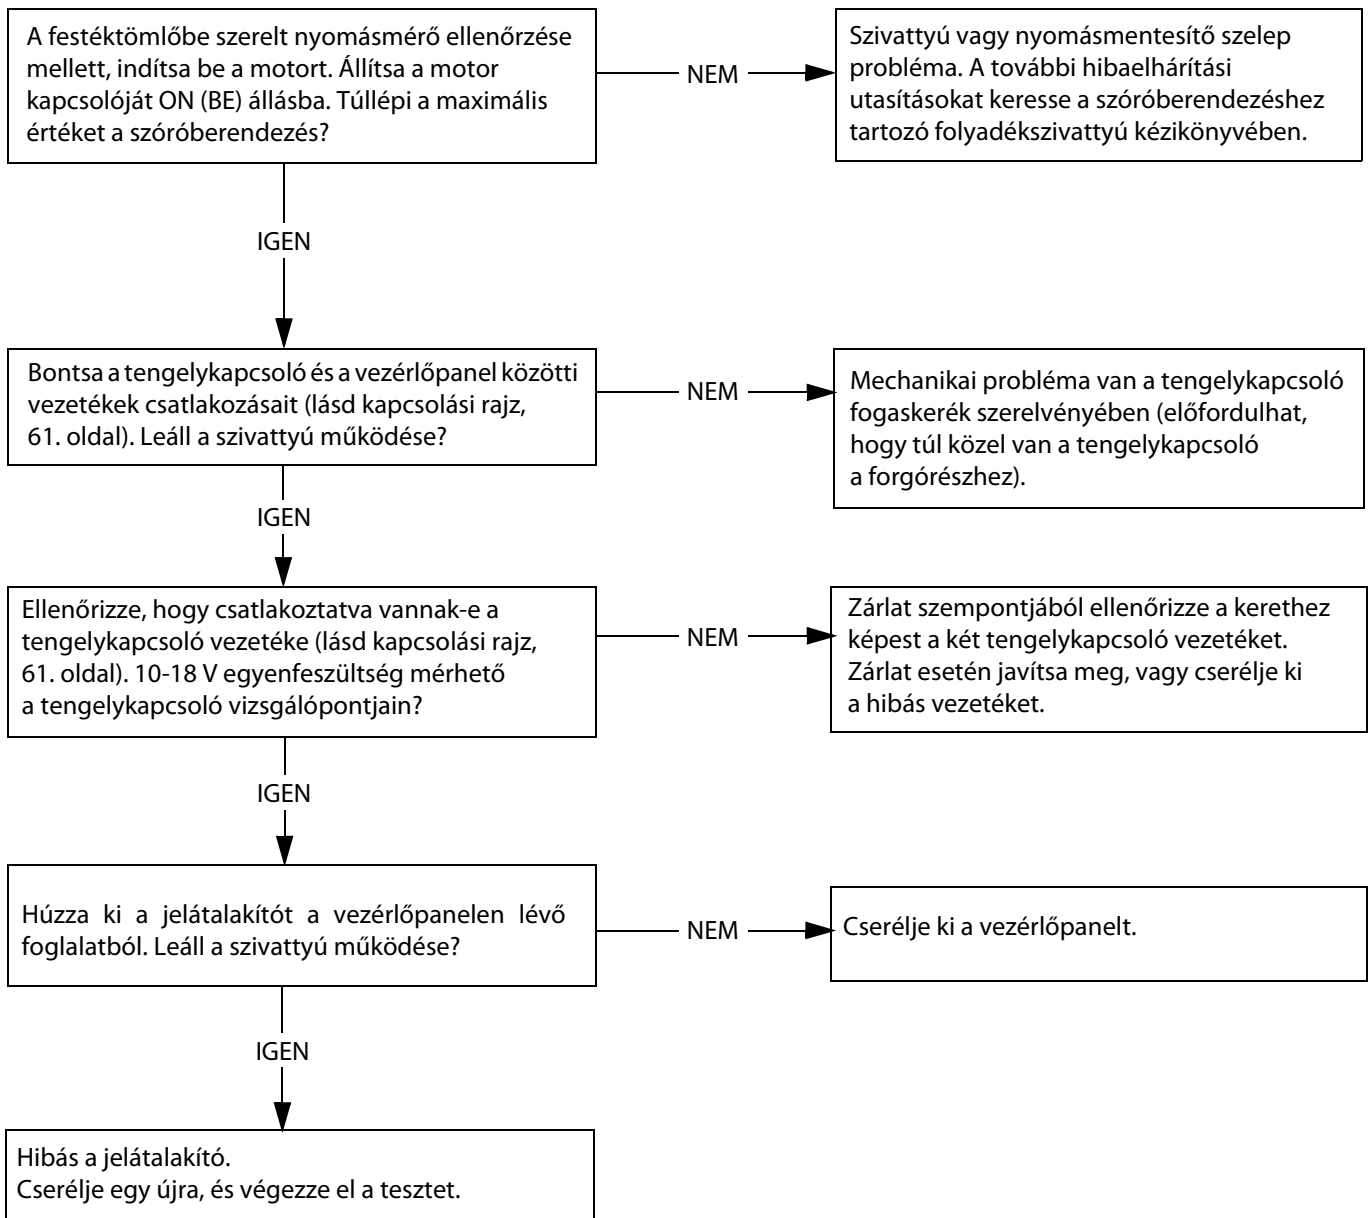 A festéktömlőbe szerelt nyomásmérő ellenőrzése
mellett, indítsa be a motort. Állítsa a motor
kapcsolóját ON (BE) állásba. Túllépi a maximális
értéket a szóróberendezés?
NEM
Szivattyú vagy nyomásmentesítő szelep
probléma. A további hibaelhárítási
utasításokat keresse a szóróberendezéshez
tartozó folyadékszivattyú kézikönyvében.
IGEN
Bontsa a tengelykapcsoló és a vezérlőpanel közötti
vezetékek csatlakozásait (lásd kapcsolási rajz,
61. oldal). Leáll a szivattyú működése?
NEM
Mechanikai probléma van a tengelykapcsoló
fogaskerék szerelvényében (előfordulhat,
hogy túl közel van a tengelykapcsoló
a forgórészhez).
IGEN
Ellenőrizze, hogy csatlakoztatva vannak-e a
tengelykapcsoló vezetéke (lásd kapcsolási rajz,
61. oldal). 10-18 V egyenfeszültség mérhető
a tengelykapcsoló vizsgálópontjain?
NEM
Zárlat szempontjából ellenőrizze a kerethez
képest a két tengelykapcsoló vezetéket.
Zárlat esetén javítsa meg, vagy cserélje ki
a hibás vezetéket.
IGEN
Húzza ki a jelátalakítót a vezérlőpanelen lévő
foglalatból. Leáll a szivattyú működése?
NEM
Cserélje ki a vezérlőpanelt.
IGEN
Hibás a jelátalakító.
Cserélje egy újra, és végezze el a tesztet.